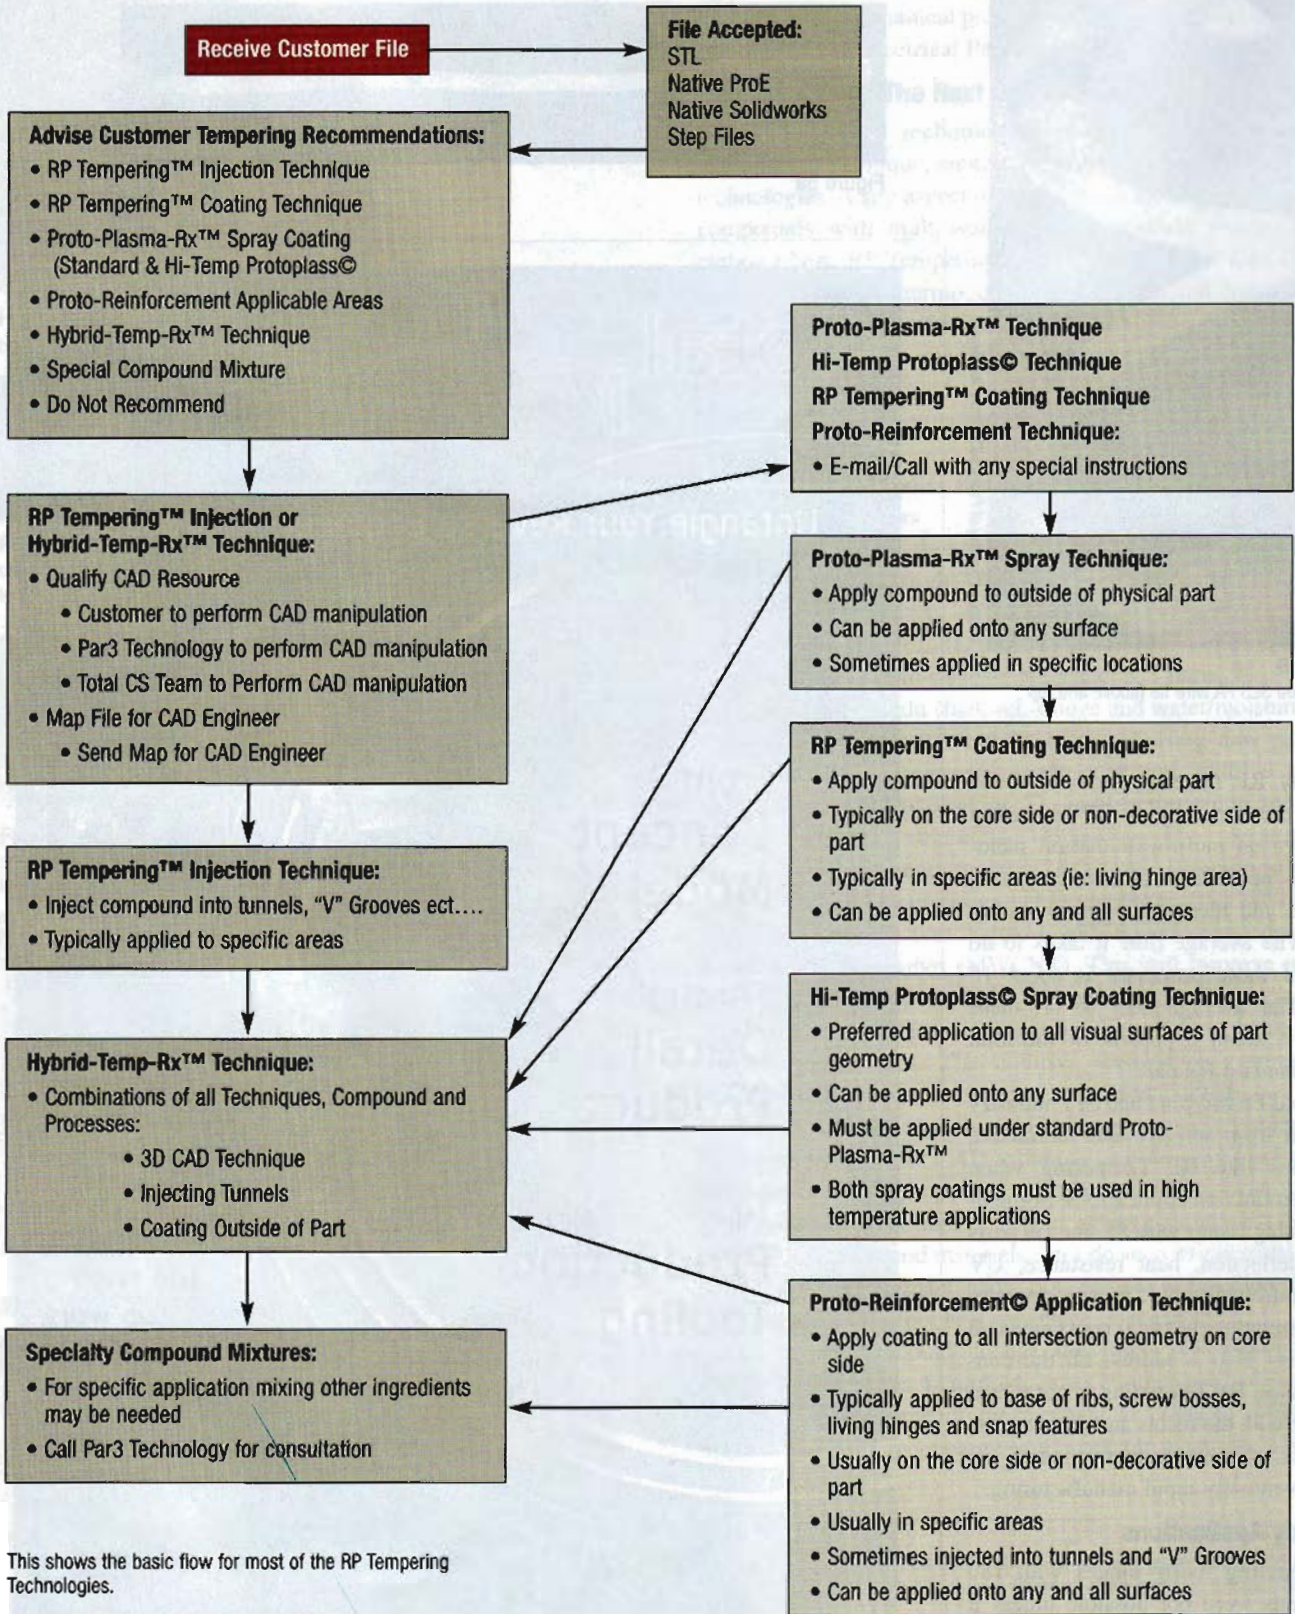 Receive Customer File
File Accepted:
STL
Native ProE
Native Solidworks
Step Files
Advise Customer Tempering Recommendations:
• RP Tempering™ Injection Technique
• RP Tempering™ Coating Technique
• Proto-Plasma-Rx™ Spray Coating
(Standard & Hi-Temp Protoplass©
• Proto-Reinforcement Applicable Areas
• Hybrid-Temp-Rx™ Technique
• Special Compound Mixture
• Do Not Recommend
RP Tempering™ Injection or
Hybrid-Temp-Rx™ Technique:
• Qualify CAD Resource
• Customer to perform CAD manipulation
• Par3 Technology to perform CAD manipulation
• Total CS Team to Perform CAD manipulation
• Map File for CAD Engineer
• Send Map for CAD Engineer
RP Tempering™ Injection Technique:
• Inject compound into tunnels, "V" Grooves ect....
• Typically applied to specific areas
Hybrid-Temp-Rx™ Technique:
• Combinations of all Techniques, Compound and
Processes:
• 3D CAD Technique
• Injecting Tunnels
• Coating Outside of Part
Specialty Compound Mixtures:
• For specific application mixing other ingredients
may be needed
• Call Par3 Technology for consultation
Proto-Plasma-Rx™ Technique
Hi-Temp Protoplass© Technique
RP Tempering™ Coating Technique
Proto-Reinforcement Technique:
• E-mail/Call with any special instructions
Proto-Plasma-Rx™ Spray Technique:
• Apply compound to outside of physical part
• Can be applied onto any surface
• Sometimes applied in specific locations
RP Tempering™ Coating Technique:
• Apply compound to outside of physical part
• Typically on the core side or non-decorative side of
part
• Typically in specific areas (ie: living hinge area)
• Can be applied onto any and all surfaces
Hi-Temp Protoplass© Spray Coating Technique:
• Preferred application to all visual surfaces of part
geometry
• Can be applied onto any surface
• Must be applied under standard Proto-
Plasma-Rx™
• Both spray coatings must be used in high
temperature applications
Proto-Reinforcement© Application Technique:
• Apply coating to all intersection geometry on core
side
• Typically applied to base of ribs, screw bosses,
living hinges and snap features
• Usually on the core side or non-decorative side of
part
• Usually in specific areas
• Sometimes injected into tunnels and "V" Grooves
• Can be applied onto any and all surfaces
This shows the basic flow for most of the RP Tempering
Technologies.